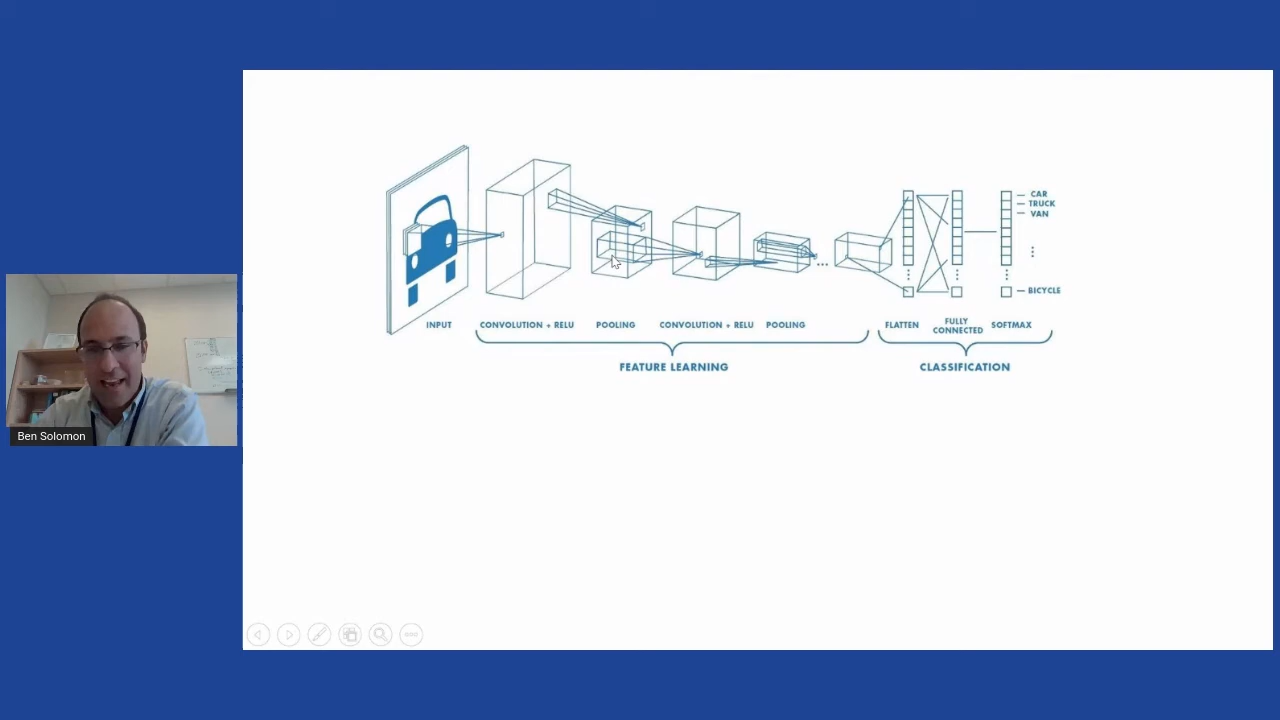 CAR
TRUCK
VAN
BICYCLE
INPUT
CONVOLUTION + RELU
POOLING
CONVOLUTION + RELU
POOLING
FLATTEN
FULLY
CONNECTED
SOFTMAX
FEATURE LEARNING
CLASSIFICATION
Ben Solomon